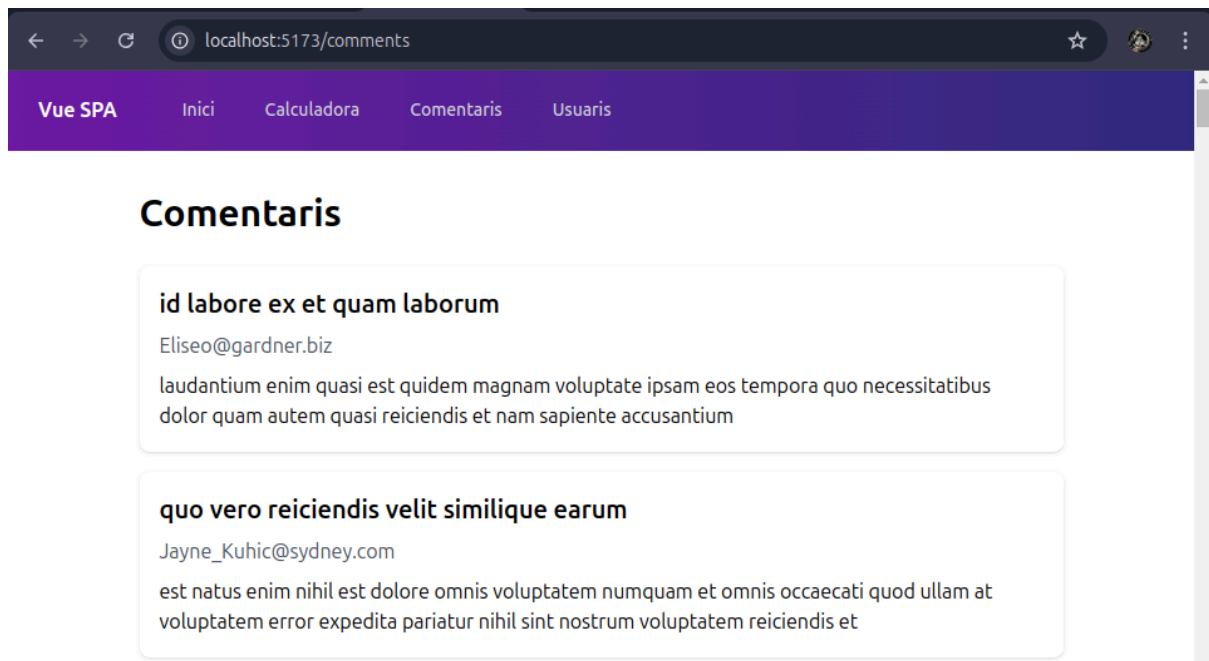 localhost:5173/comments
Vue SPA Inici Calculadora Comentaris Usuaris
Comentaris
id labore ex et quam laborum
Eliseo@gardner.biz
laudantium enim quasi est quidem magnam voluptate ipsam eos tempora quo necessitatibus
dolor quam autem quasi reiciendis et nam sapiente accusantium
quo vero reiciendis velit similique earum
Jayne_Kuhic@sydney.com
est natus enim nihil est dolore omnis voluptatem numquam et omnis occaecati quod ullam at
voluptatem error expedita pariatur nihil sint nostrum voluptatem reiciendis et